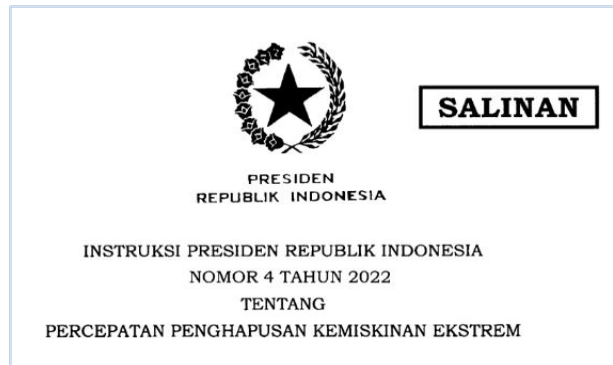 SALINAN
PRESIDEN
REPUBLIK INDONESIA
INSTRUKSI PRESIDEN REPUBLIK INDONESIA
NOMOR 4 TAHUN 2022
TENTANG
PERCEPATAN PENGHAPUSAN KEMISKINAN EKSTREM